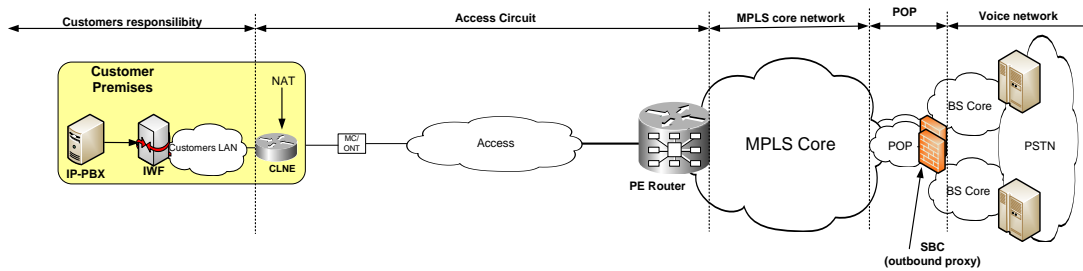 Customers responsilibity
Access Circuit
MPLS core network
POP
Voice network
Customer
Premises
NAT
IP-PBX
IWF
Customers LAN
CLNE
MC/
ONT
Access
PE Router
MPLS Core
POP
SBC
(outbound proxy)
BS Core
BS Core
PSTN